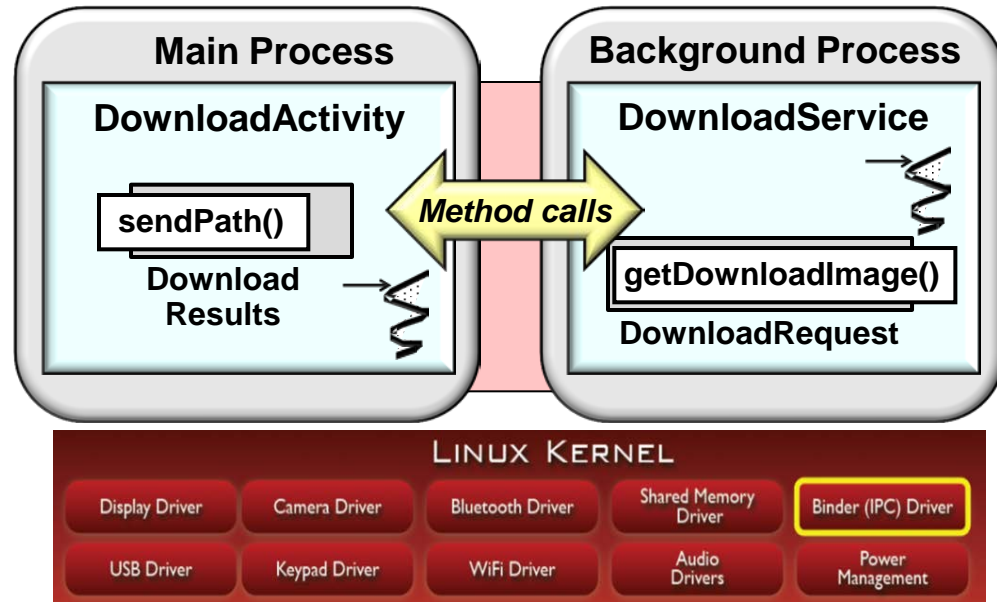 Main Process
DownloadActivity
sendPath()
Download
Results
Method calls
Background Process
DownloadService
getDownloadImage()
DownloadRequest
LINUX KERNEL
Display Driver
Camera Driver
Bluetooth Driver
Shared Memory
Driver
Binder (IPC) Driver
USB Driver
Keypad Driver
WiFi Driver
Audio
Drivers
Power
Management